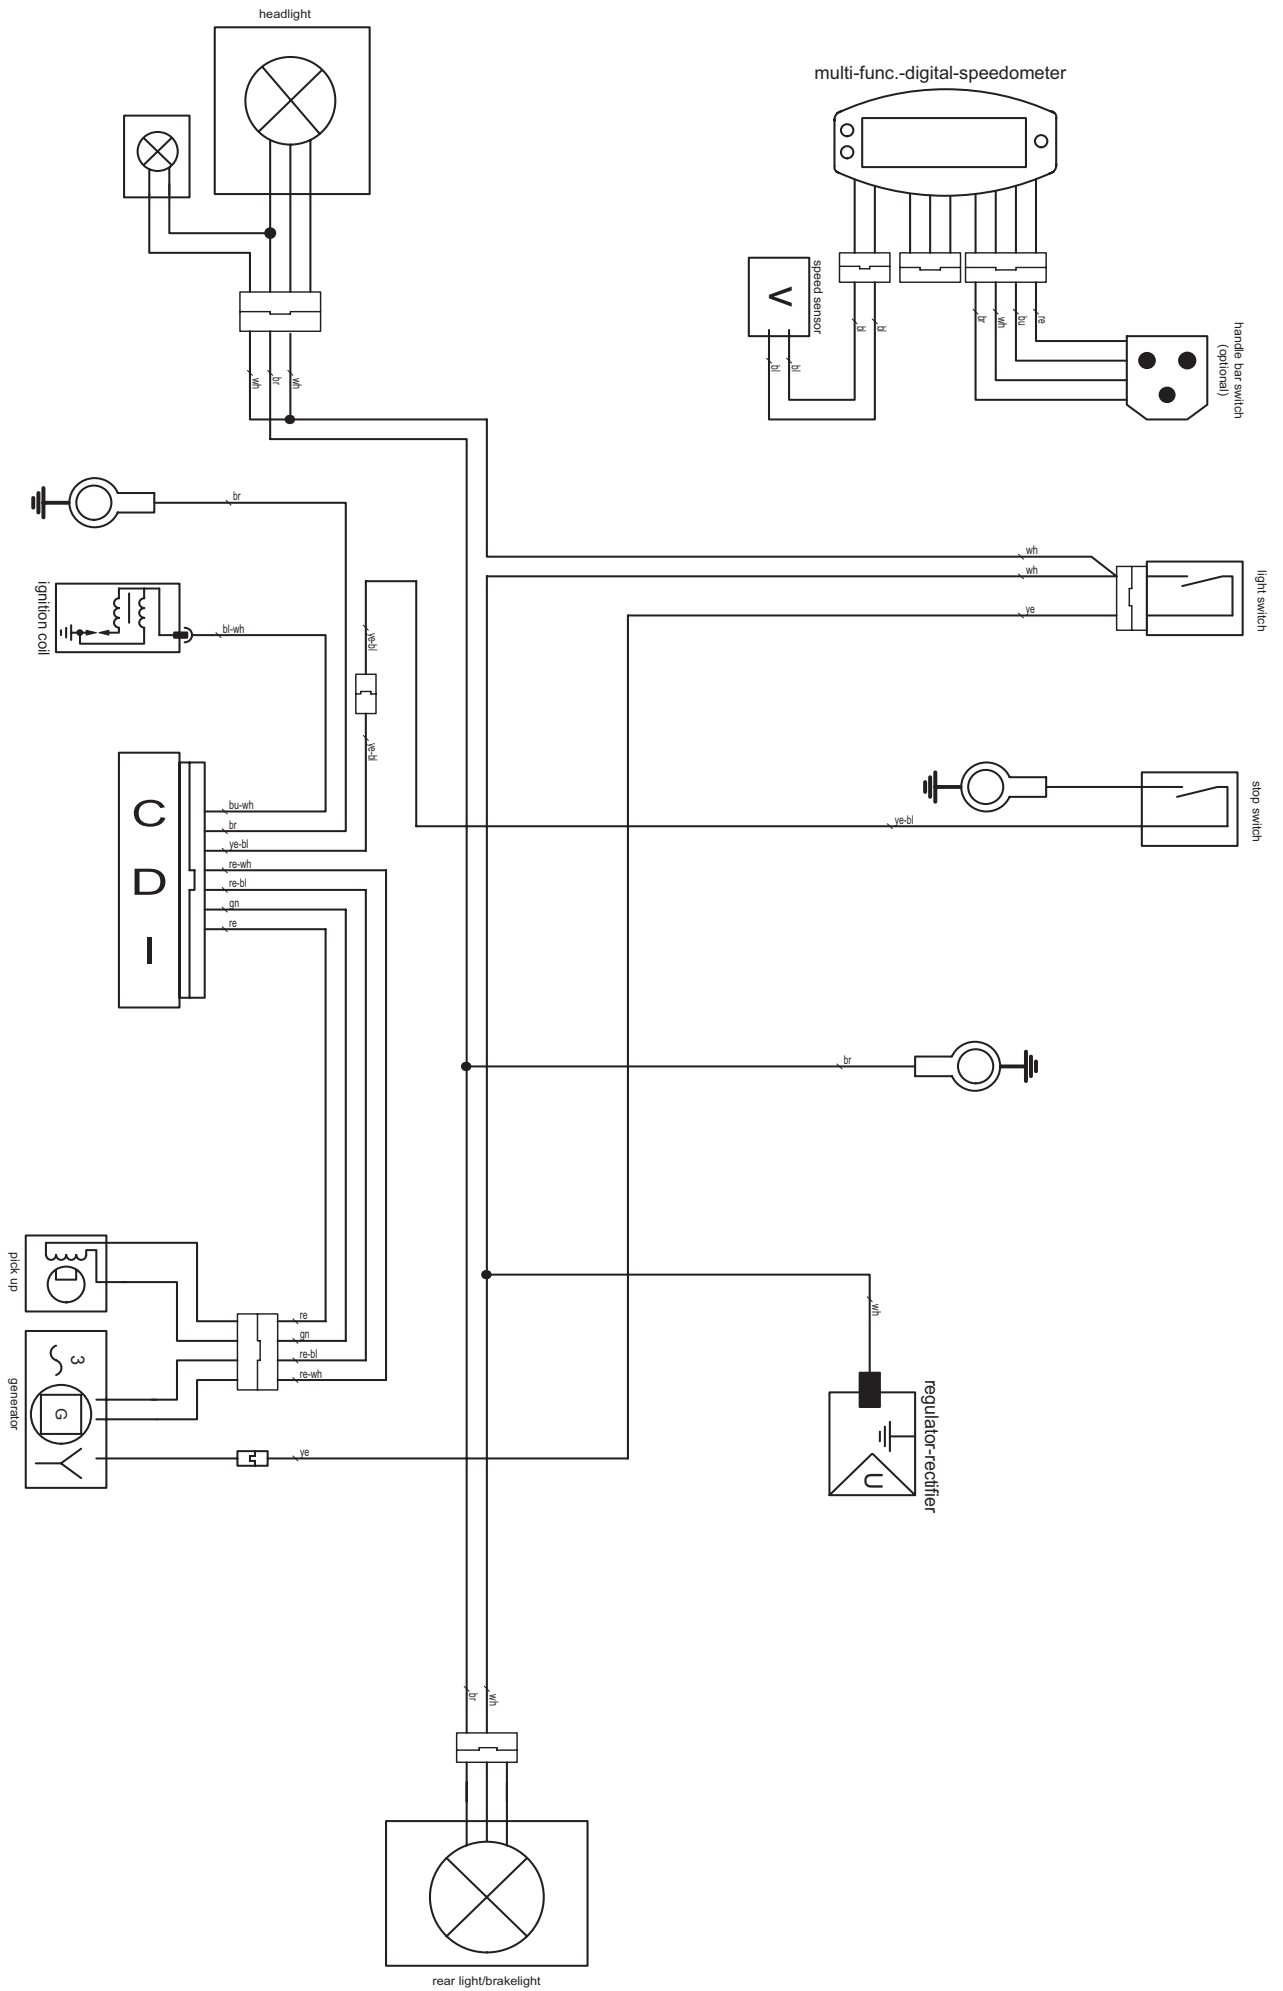 headlight
multi-func.-digital-speedometer
speed sensor
V
bl
bl
bl
bl
br
wh
bu
re
handle bar switch
(optional)
wh
br
wh
br
wh
wh
ye
light switch
ignition coil
bl-wh
ye-bl
ye-bl
C
D
I
bu-wh
br
ye-bl
re-wh
re-bl
gn
re
ye-bl
stop switch
br
pick up
re
gn
re-bl
re-wh
generator
3
G
ye
wh
regulator-rectifier
U
br
wh
rear light/brakelight